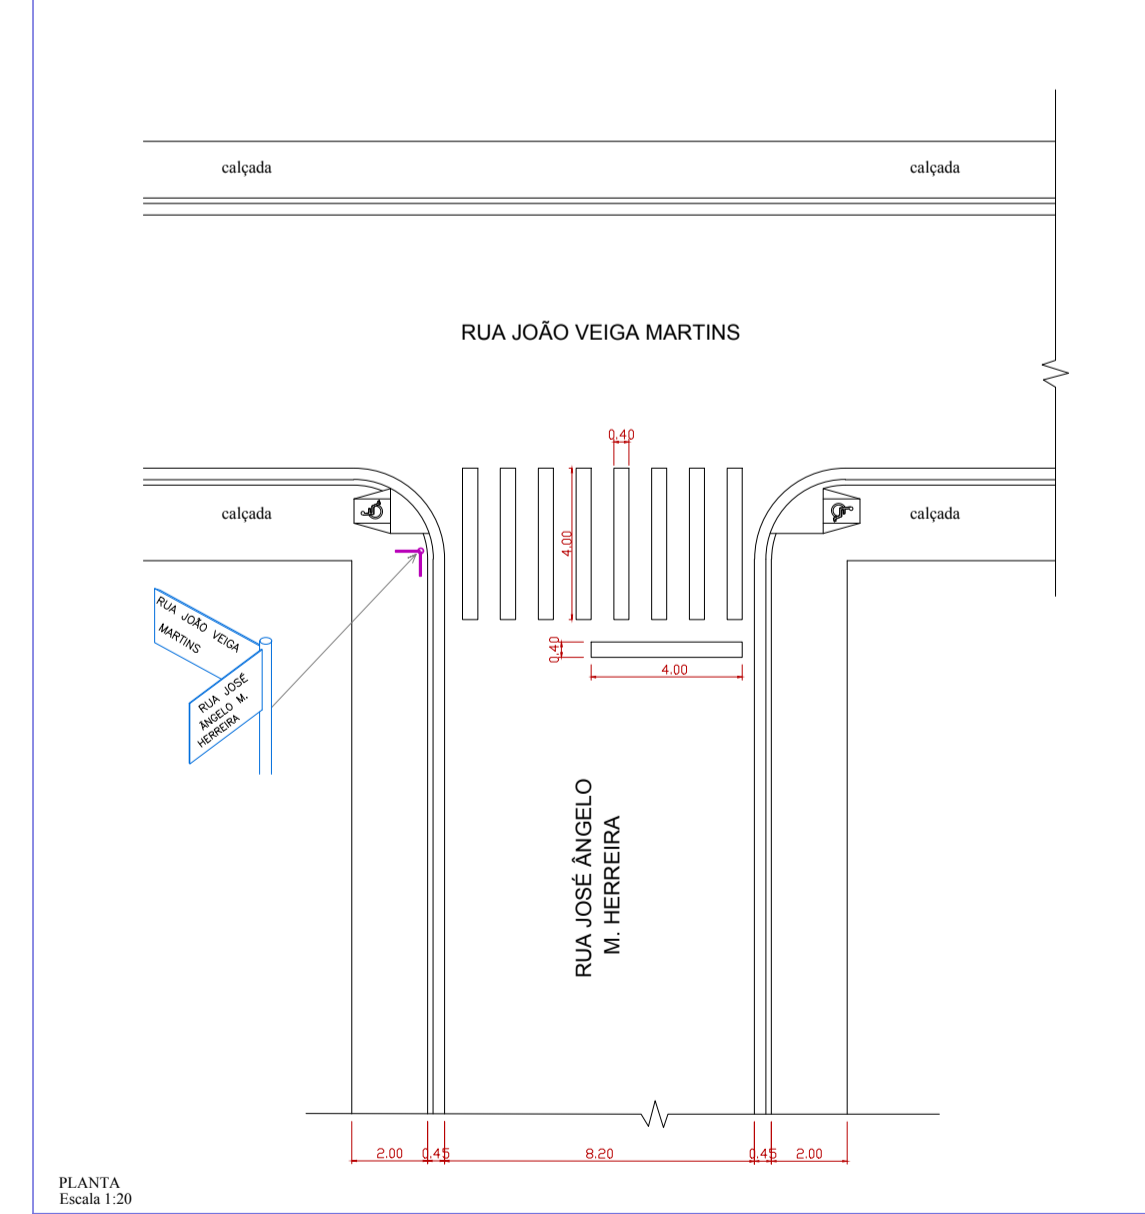 calçada
calçada
RUA JOÃO VEIGA MARTINS
0.40
calçada
calçada
4.00
RUA JOÃO VEIGA
MARTINS
0.40
4.00
RUA JOSÉ
ÂNGELO M.
HERREIRA
RUA JOSÉ ÂNGELO
M. HERREIRA
2.00
0.45
8.20
0.45
2.00
PLANTA
Escala 1:20